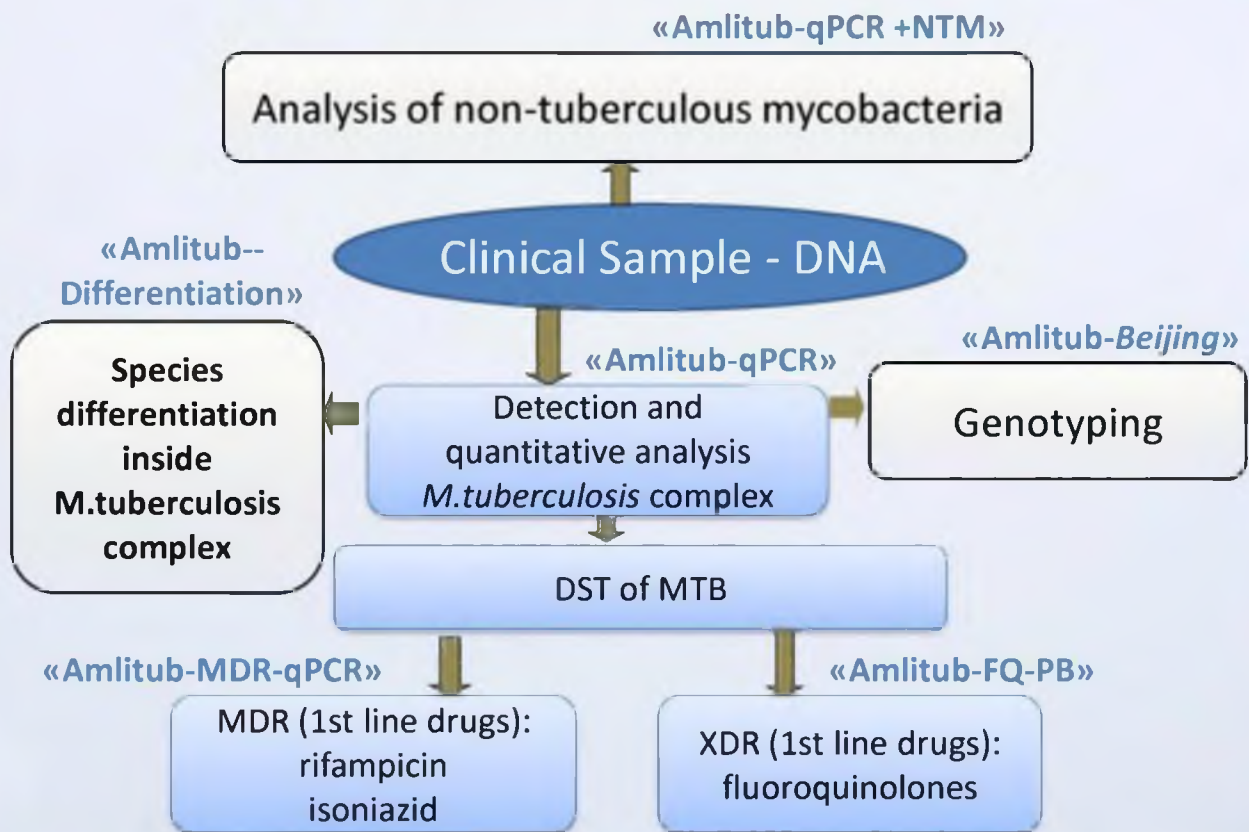 «Amlitub-qPCR +NTM»
Analysis of non-tuberculous mycobacteria
Clinical Sample - DNA
«Amlitub--
Differentiation»
Species
differentiation
inside
M.tuberculosis
complex
«Amlitub-qPCR»
Detection and
quantitative analysis
M.tuberculosis complex
«Amlitub-Beijing»
Genotyping
DST of MTB
«Amlitub-MDR-qPCR»
MDR (1st line drugs):
rifampicin
isoniazid
«Amlitub-FQ-PB»
XDR (1st line drugs):
fluoroquinolones